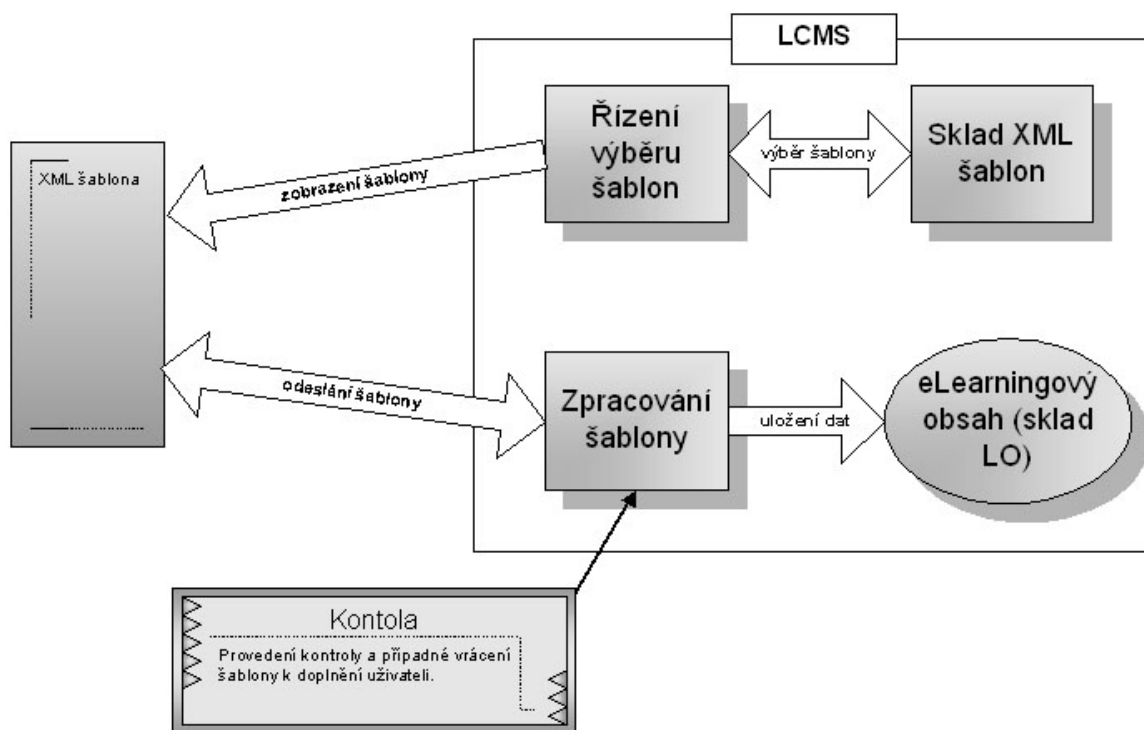 LCMS
Řízení
výběru
šablon
výběr šablony
Sklad XML
šablon
XML šablona
zobrazení šablony
odeslání šablony
Zpracování
šablony
uložení dat
eLearningový
obsah (sklad
LO)
Kontola
Provedení kontroly a případné vrácení
šablony k doplnění uživateli.